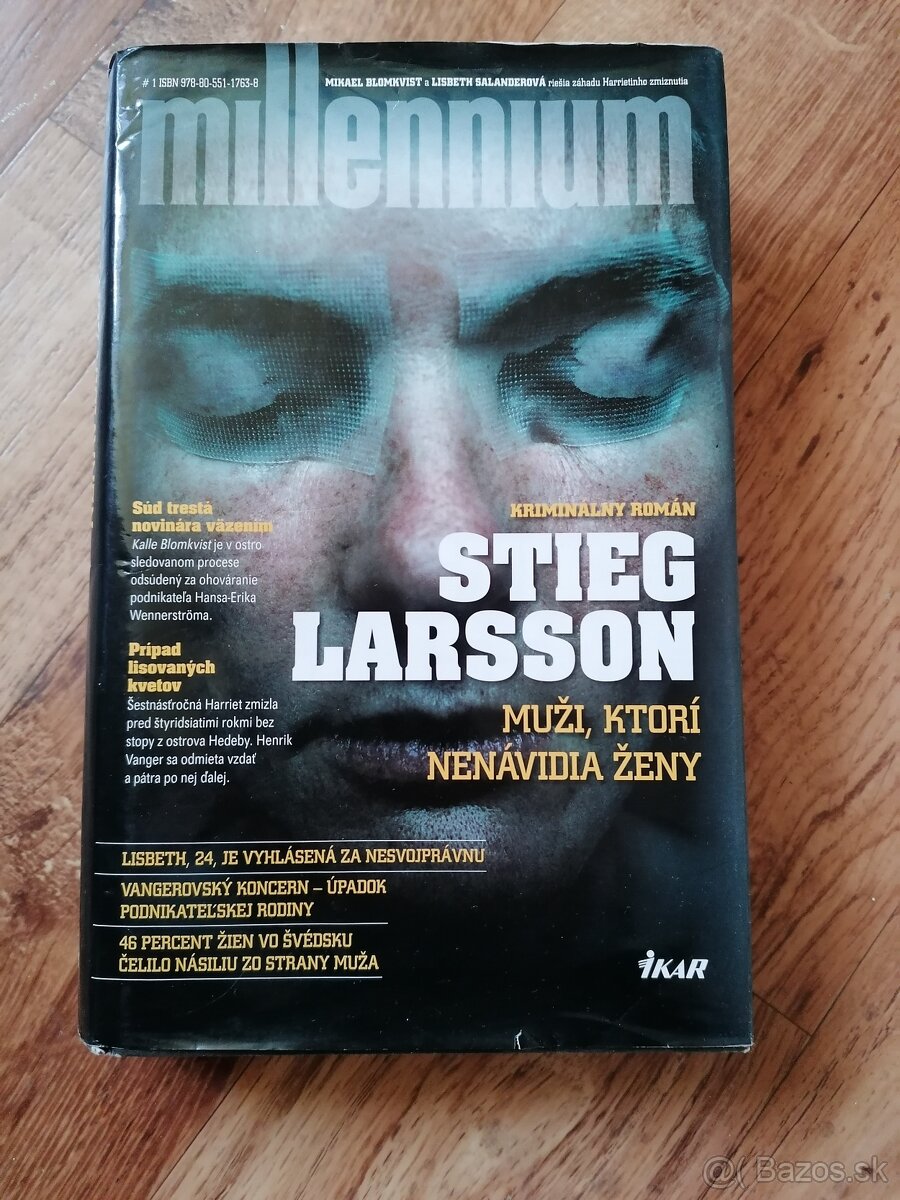 # 1 ISBN 978-80-551-1763-8
MIKAEL BLOMKVIST a LISBETH SALANDEROVÁ riešia záhadu Harrietinho zmiznutia
millennium
Súd trestá
novinára väzením
Kalle Blomkvist je v ostro
sledovanom procese
odsúdený za ohováranie
podnikateľa Hansa-Erika
Wennerströma.
Prípad
lisovaných
kvetov
Šestnásťročná Harriet zmizla
pred štyridsiatimi rokmi bez
stopy z ostrova Hedeby. Henrik
Vanger sa odmieta vzdať
a pátra po nej ďalej.
KRIMINÁLNY ROMÁN
STIEG
LARSSON
MUŽI, KTORÍ
NENÁVIDIA ŽENY
LISBETH, 24, JE VYHLÁSENÁ ZA NESVOJPRÁVNU
VANGEROVSKÝ KONCERN – ÚPADOK
PODNIKATEĽSKEJ RODINY
46 PERCENT ŽIEN VO ŠVÉDSKU
ČELILO NÁSILIU ZO STRANY MUŽA
IKAR
@( Bazos.sk